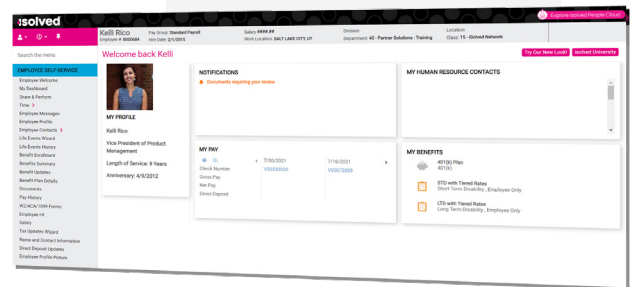 isolved
Explore isolved People Cloud
Kelli Rico
Employee #: 8000684
Pay Group: Standard Payroll
Hire Date: 2/1/2015
Salary ####.##
Work Location: SALT LAKE CITY, UT
Division:
Department: 45 - Partner Solutions : Training
Location:
Class: 15 - iSolved Network
Search the menu
Welcome back Kelli
Try Our New Look!
isolved University
EMPLOYEE SELF-SERVICE
Employee Welcome
My Dashboard
Share & Perform
Time
Employee Messages
Employee Profile
Employee Contacts
Life Events Wizard
Life Events History
Benefit Enrollment
Benefits Summary
Benefit Updates
Benefit Plan Details
Documents
Pay History
W2/ACA/1099 Forms
Employee I-9
Salary
Tax Updates Wizard
Name and Contact Information
Direct Deposit Updates
Employee Profile Picture
MY PROFILE
Kelli Rico
Vice President of Product
Management
Length of Service: 9 Years
Anniversary: 4/9/2012
NOTIFICATIONS
Documents requiring your review
MY PAY
7/30/2021
7/16/2021
Check Number
Gross Pay
Net Pay
Direct Deposit
MY HUMAN RESOURCE CONTACTS
MY BENEFITS
401(k) Plan
401(k)
STD with Tiered Rates
Short Term Disability , Employee Only
LTD with Tiered Rates
Long Term Disability , Employee Only